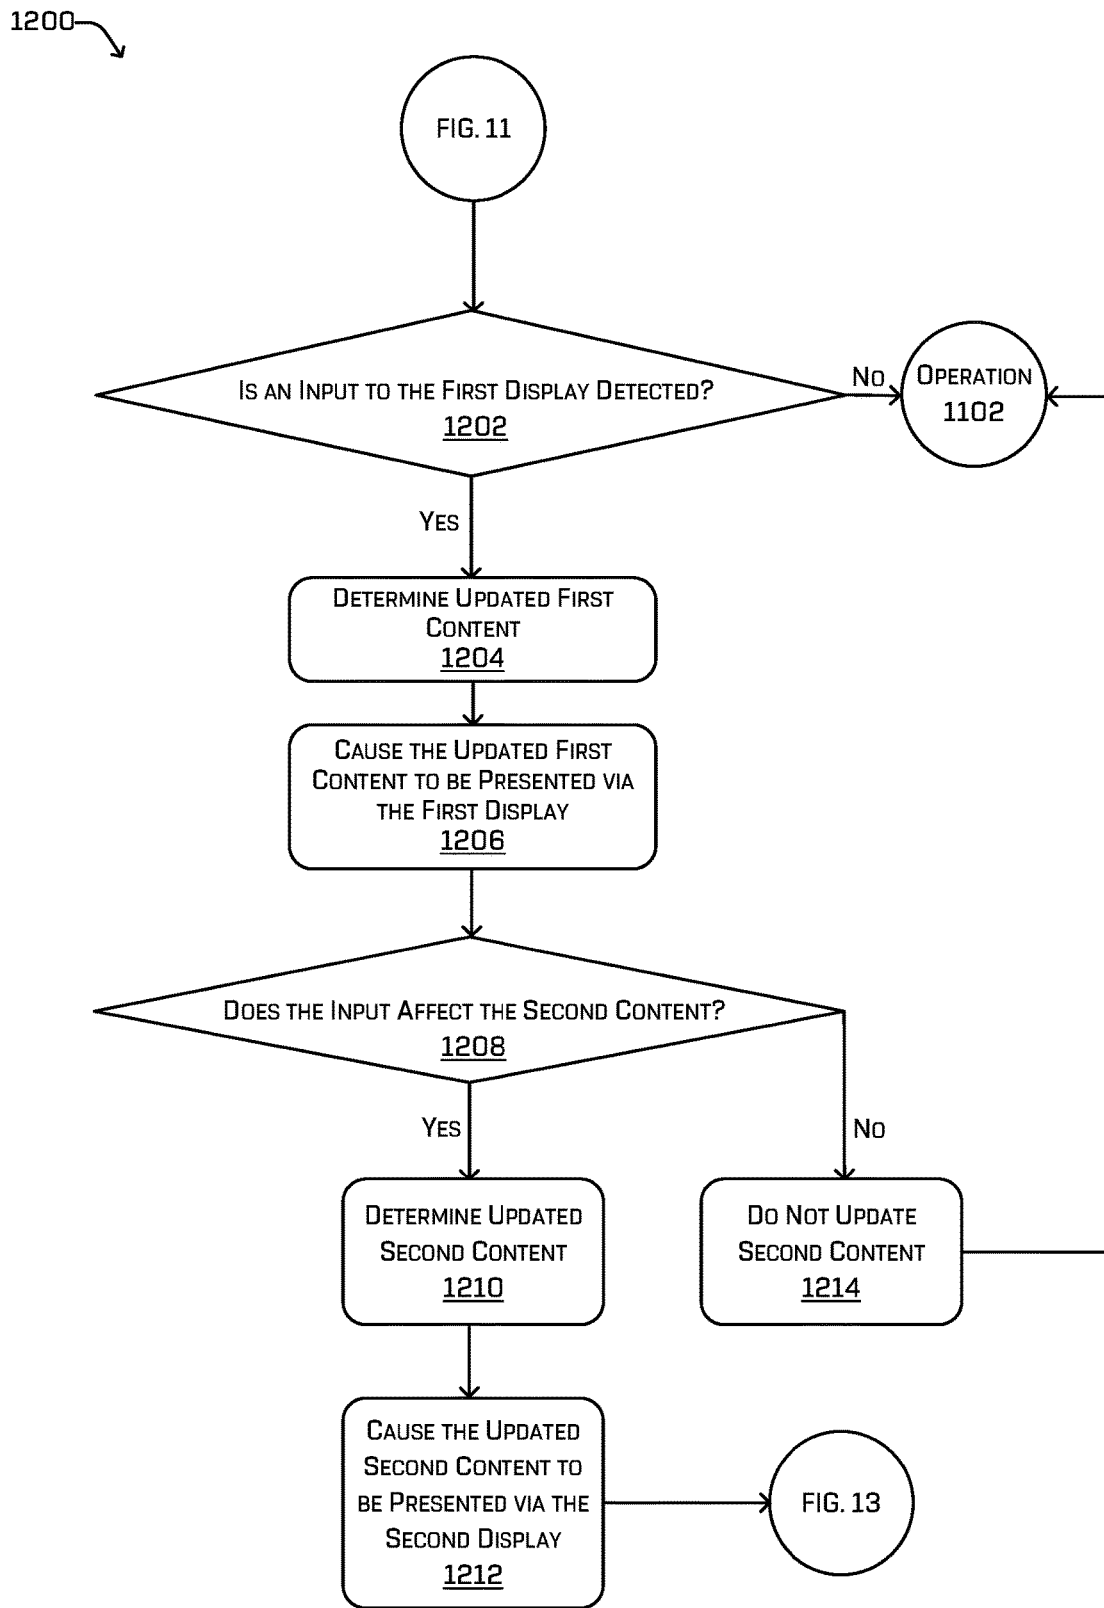 1200
FIG. 11
Is an Input to the First Display Detected?
1202
No
Operation
1102
Yes
Determine Updated First
Content
1204
Cause the Updated First
Content to be Presented via
the First Display
1206
Does the Input Affect the Second Content?
1208
Yes
No
Determine Updated
Second Content
1210
Do Not Update
Second Content
1214
Cause the Updated
Second Content to
be Presented via the
Second Display
1212
FIG. 13